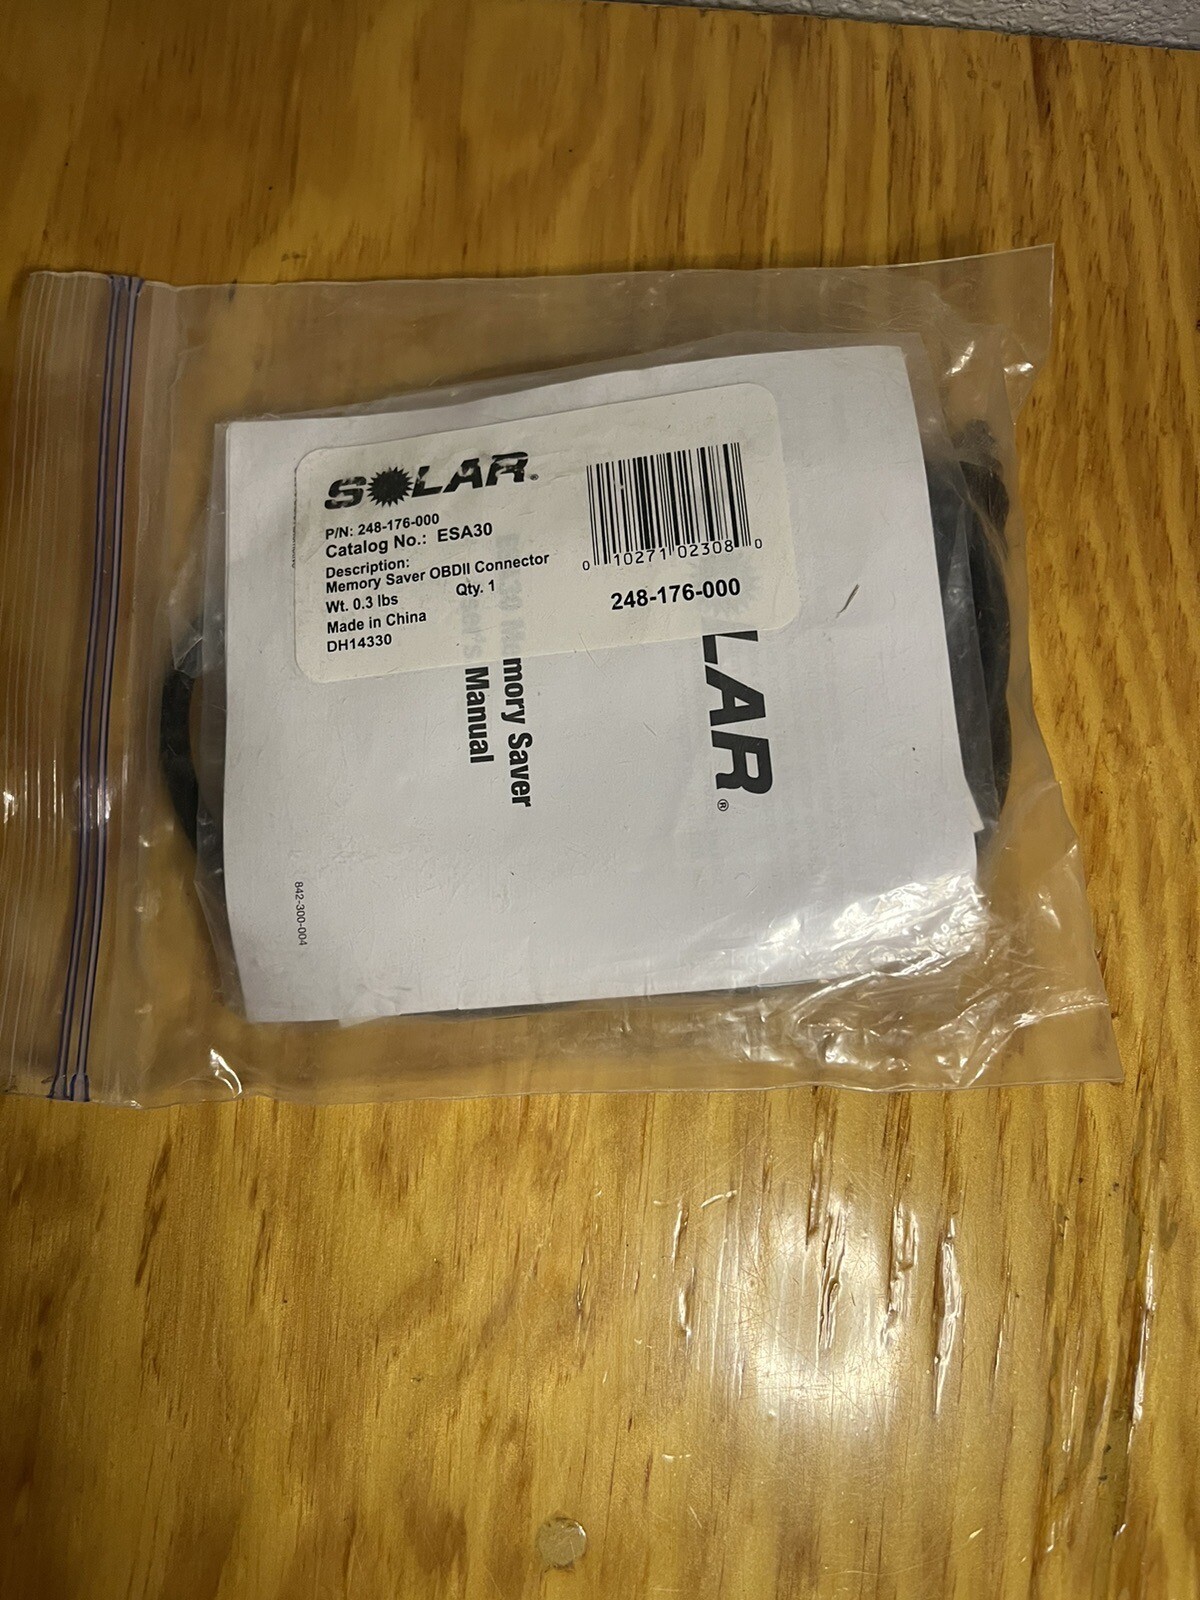 SOLAR®
P/N: 248-176-000
Catalog No.: ESA30
Description:
Memory Saver OBDII Connector
Wt. 0.3 lbs Qty. 1
Made in China
DH14330
0 10271 02308 0
248-176-000
LAR®
Memory Saver
Manual
842-300-004